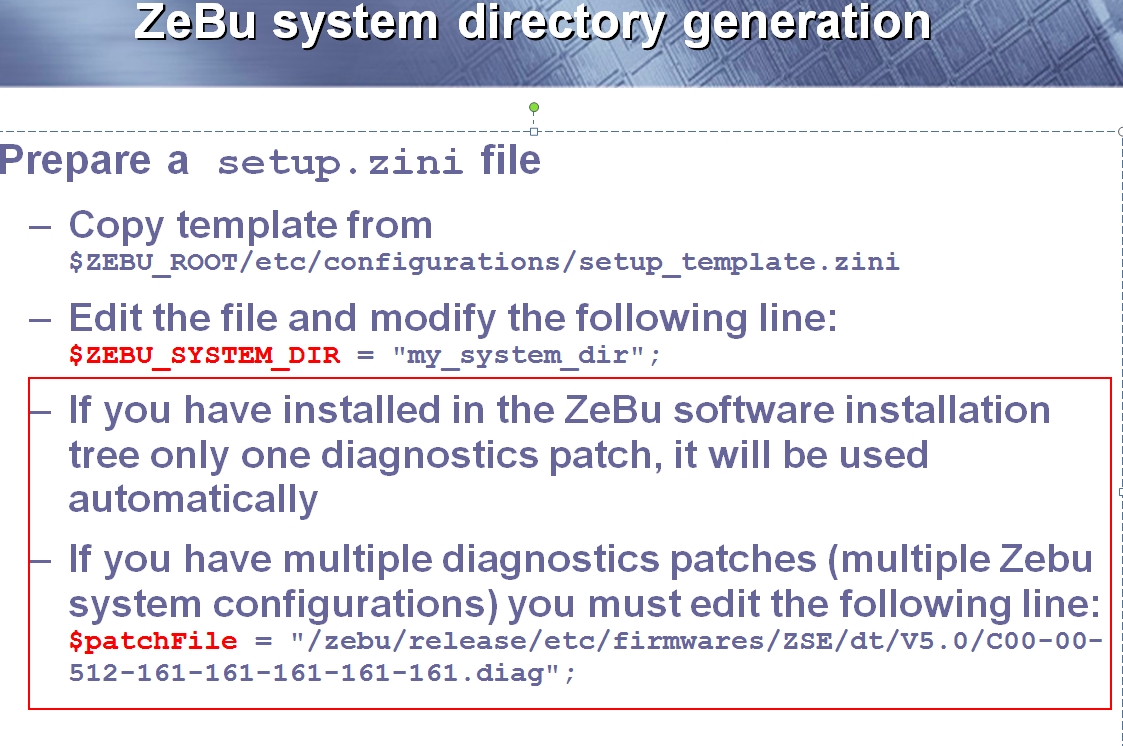 ZeBu system directory generation
Prepare a setup.zini file
– Copy template from
$ZEBU_ROOT/etc/configurations/setup_template.zini
– Edit the file and modify the following line:
$ZEBU_SYSTEM_DIR = "my_system_dir";
– If you have installed in the ZeBu software installation
tree only one diagnostics patch, it will be used
automatically
– If you have multiple diagnostics patches (multiple Zebu
system configurations) you must edit the following line:
$patchFile = "/zebu/release/etc/firmwares/ZSE/dt/V5.0/C00-00-
512-161-161-161-161-161.diag";